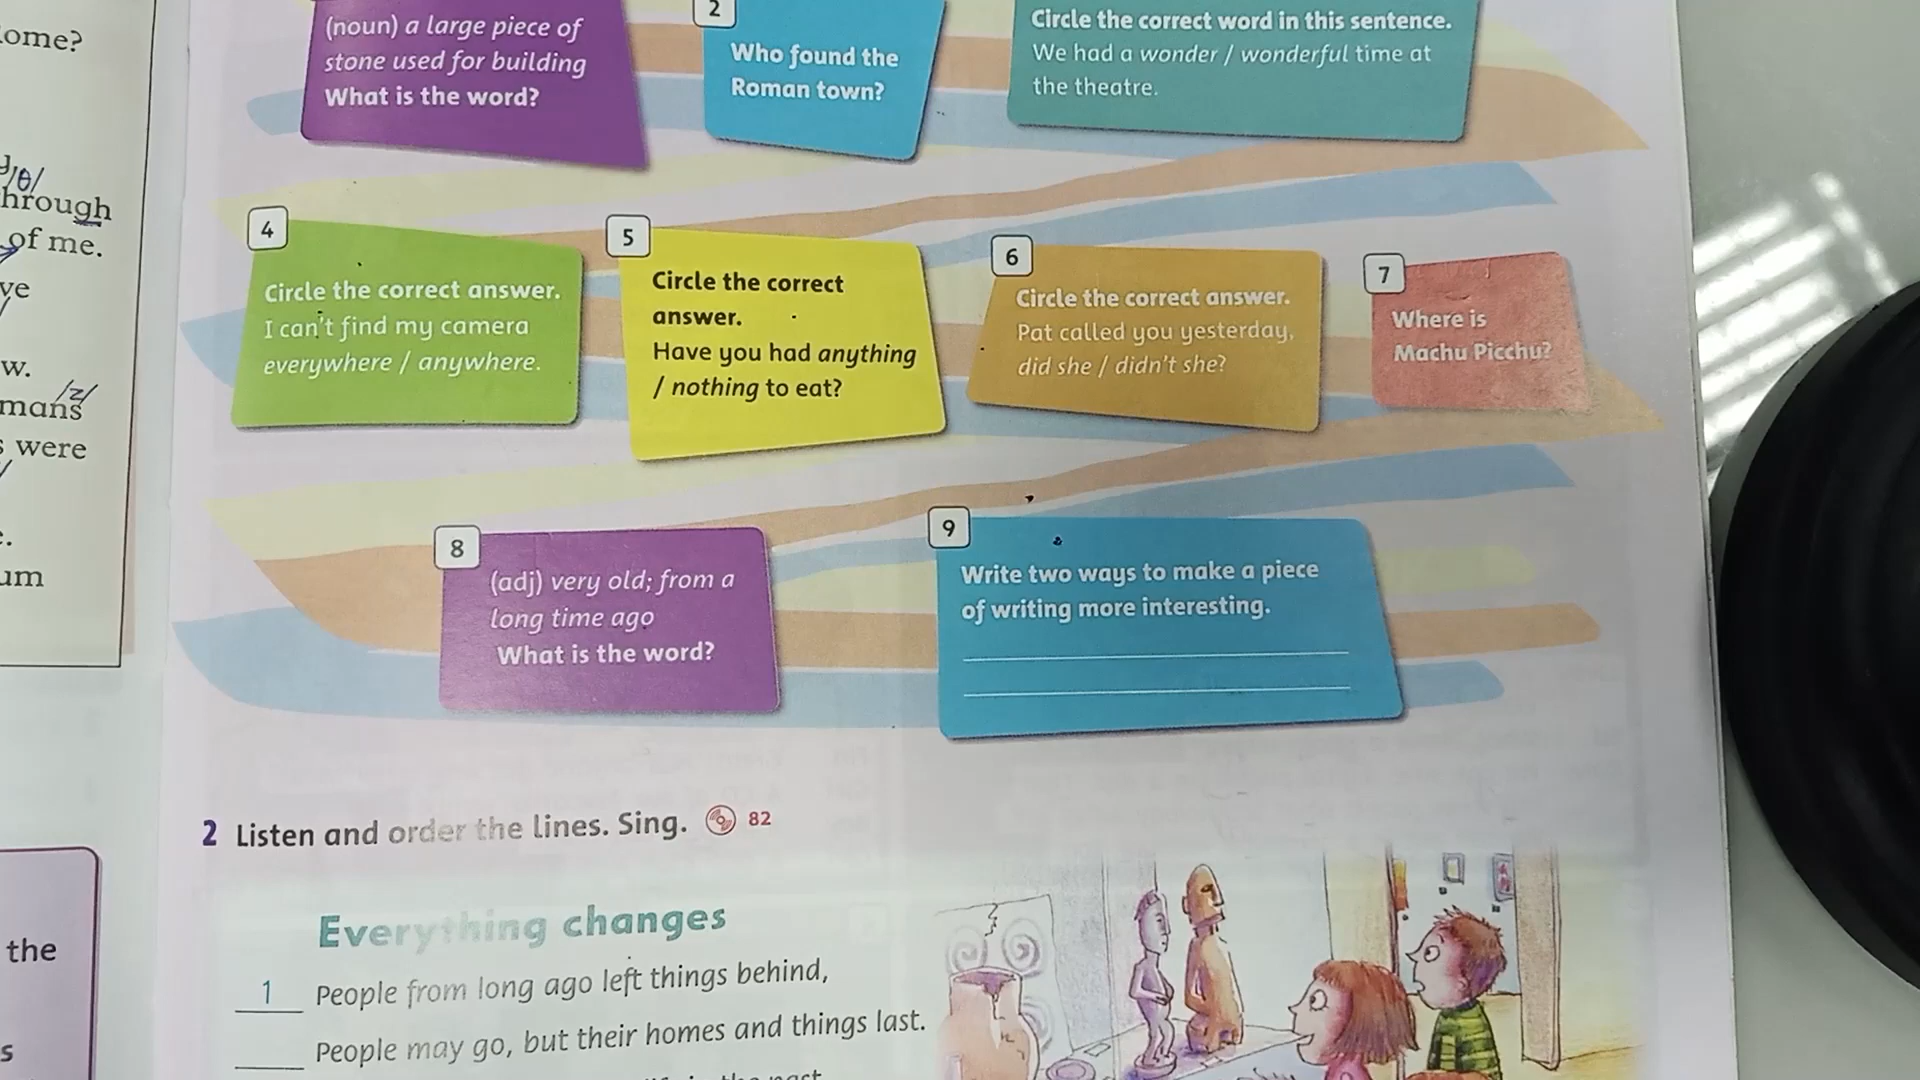 ome?
/θ/
hrough
of me.
ve
w.
/z/
mans
were
um
the
s
(noun) a large piece of
stone used for building
What is the word?
2
Who found the
Roman town?
Circle the correct word in this sentence.
We had a wonder / wonderful time at
the theatre.
4
Circle the correct answer.
I can't find my camera
everywhere / anywhere.
5
Circle the correct
answer.
Have you had anything
/ nothing to eat?
6
Circle the correct answer.
Pat called you yesterday,
did she / didn't she?
7
Where is
Machu Picchu?
8
(adj) very old; from a
long time ago
What is the word?
9
Write two ways to make a piece
of writing more interesting.
2 Listen and order the lines. Sing. 82
Everything changes
1 People from long ago left things behind,
People may go, but their homes and things last.